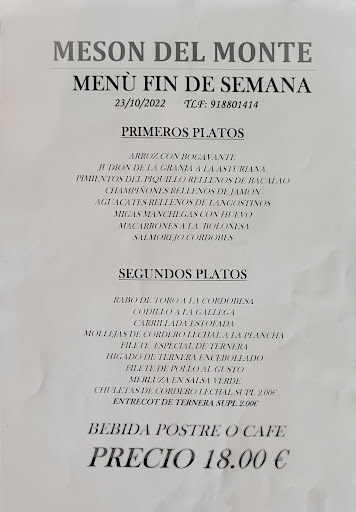 MESON DEL MONTE
MENÙ FIN DE SEMANA
23/10/2022 TLF: 918801414
PRIMEROS PLATOS
ARROZ CON BOGAVANTE
JUDION DE LA GRANJA A LA ASTURIANA
PIMIENTOS DEL PIQUILLO RELLENOS DE BACALAO
CHAMPIÑONES RELLENOS DE JAMON
AGUACATES RELLENOS DE LANGOSTINOS
MIGAS MANCHEGAS CON HUEVO
MACARRONES A LA BOLONESA
SALMOREJO CORDOBES
SEGUNDOS PLATOS
RABO DE TORO A LA CORDOBESA
CODILLO A LA GALLEGA
CARRILLADA ESTOFADA
MOLLEJAS DE CORDERO LECHAL A LA PLANCHA
FILETE ESPECIAL DE TERNERA
HIGADO DE TERNERA ENCEBOLLADO
FILETE DE POLLO AL GUSTO
MERLUZA EN SALSA VERDE
CHULETAS DE CORDERO LECHAL SUPL 2.00€
ENTRECOT DE TERNERA SUPL 2.00€
BEBIDA POSTRE O CAFE
PRECIO 18.00 €